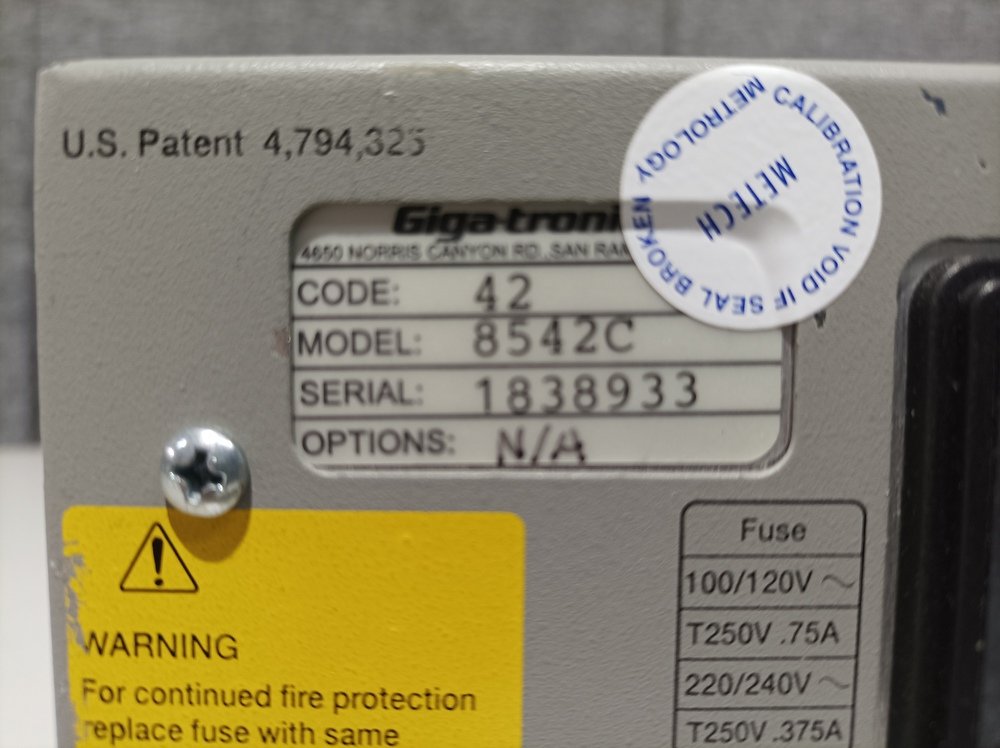 U.S. Patent 4,794,325
Giga-troni
4650 NORRIS CANYON RD., SAN RAM
CODE: 42
MODEL: 8542C
SERIAL: 1838933
OPTIONS: N/A
METROLOGY
METECH
CALIBRATION VOID IF SEAL BROKEN
Fuse
100/120V ~
T250V .75A
220/240V ~
T250V .375A
WARNING
For continued fire protection
replace fuse with same